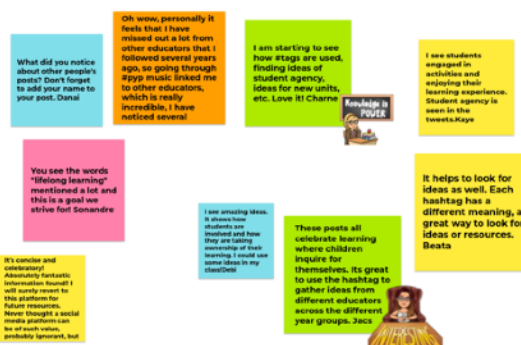 What did you notice
about other people's
posts? Don't forget
to add your name to
your post. Danai
Oh wow, personally it
feels that I have
missed out a lot from
other educators that I
followed several years
ago, so going through
#pyp music linked me
to other educators,
which is really
incredible, I have
noticed several
I am starting to see
how #tags are used,
finding ideas of
student agency,
ideas for new units,
etc. Love it! Charne
Knowledge is
POWER
I see students
engaged in
activities and
enjoying their
learning experience.
Student agency is
seen in the
tweets.Kaye
You see the words
"lifelong learning"
mentioned a lot and
this is a goal we
strive for! Sonandre
I see amazing ideas.
It shows how
students are
involved and how
they are taking
ownership of their
learning. I could use
some ideas in my
class!Debi
These posts all
celebrate learning
where children
inquire for
themselves. Its great
to use the hashtag to
gather ideas from
different educators
across the different
year groups. Jacs
It helps to look for
ideas as well. Each
hashtag has a
different meaning, a
great way to look for
ideas or resources.
Beata
It's concise and
celebratory!
Absolutely fantastic
information found!! I
will surely revert to
this platform for
future resources.
Never thought a social
media platform can
be of such value,
probably ignorant, but